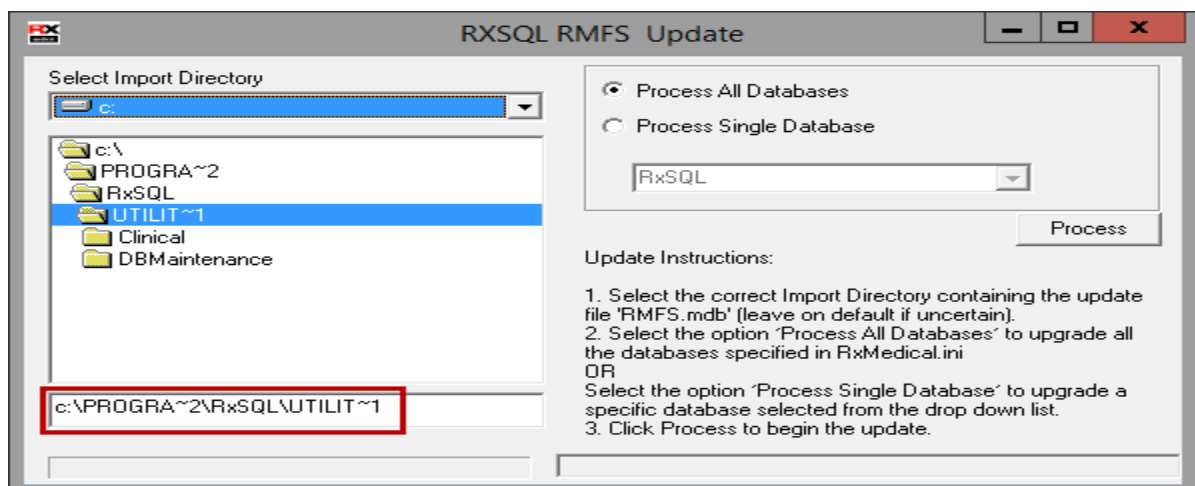 RX
RXSQL RMFS Update
Select Import Directory
c:
c:\
PROGRA~2
RxSQL
UTILIT~1
Clinical
DBMaintenance
c:\PROGRA~2\RxSQL\UTILIT~1
Process All Databases
Process Single Database
RxSQL
Process
Update Instructions:
1. Select the correct Import Directory containing the update
file 'RMFS.mdb' (leave on default if uncertain).
2. Select the option ´Process All Databases´ to upgrade all
the databases specified in RxMedical.ini
OR
Select the option ´Process Single Database´ to upgrade a
specific database selected from the drop down list.
3. Click Process to begin the update.